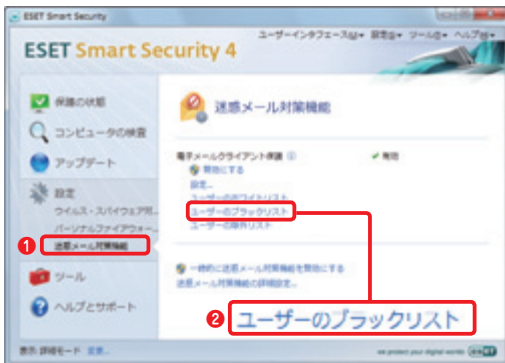 ESET Smart Security
ユーザーインタフェース(U)▾ 設定(S)▾ ツール(O)▾ ヘルプ(H)▾
ESET Smart Security 4
保護の状態
コンピュータの検査
アップデート
設定
ウイルス・スパイウェア対...
パーソナルファイアウォー...
迷惑メール対策機能
ツール
ヘルプとサポート
迷惑メール対策機能
電子メールクライアント保護 ✔ 有効
無効にする
設定...
ユーザーのホワイトリスト
ユーザーのブラックリスト
ユーザーの除外リスト
一時的に迷惑メール対策機能を無効にする
迷惑メール対策機能の詳細設定...
❶
❷ ユーザーのブラックリスト
表示: 詳細モード 変更...
we protect your digital worlds eset